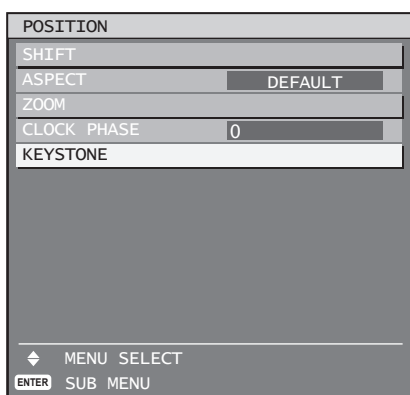 POSITION
SHIFT
ASPECT DEFAULT
ZOOM
CLOCK PHASE 0
KEYSTONE
MENU SELECT
ENTER SUB MENU